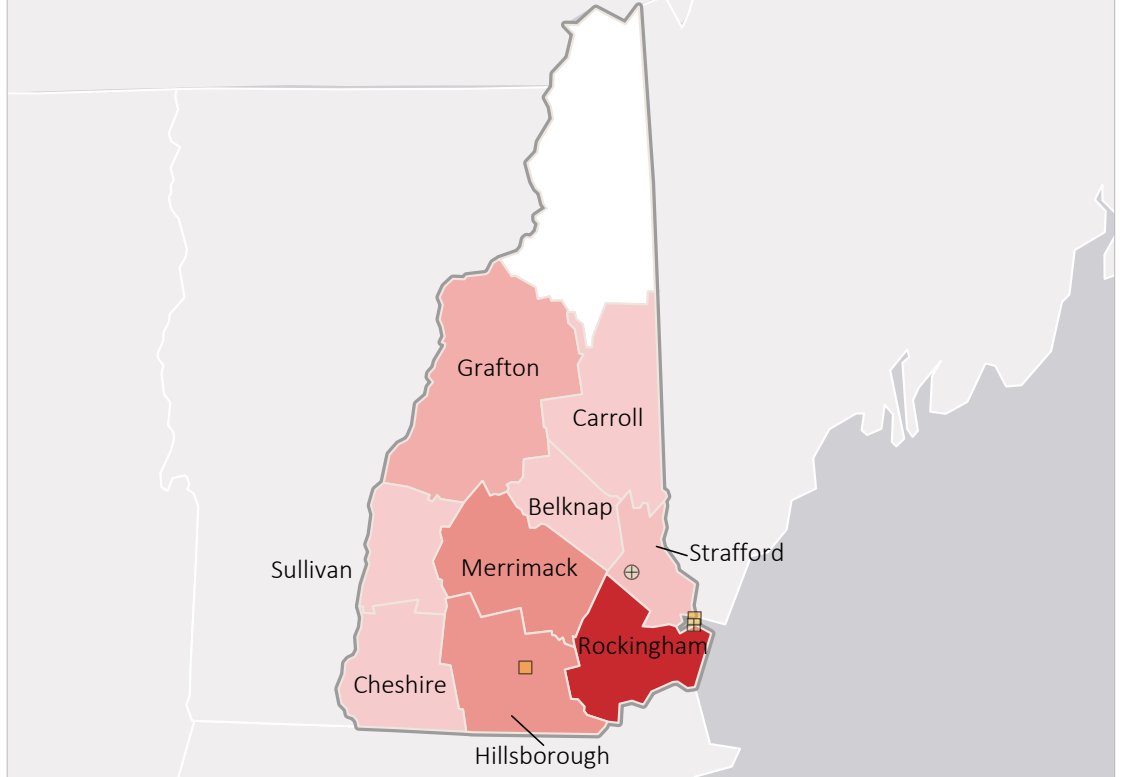 Grafton
Carroll
Belknap
Strafford
Sullivan
Merrimack
Rockingham
Cheshire
Hillsborough